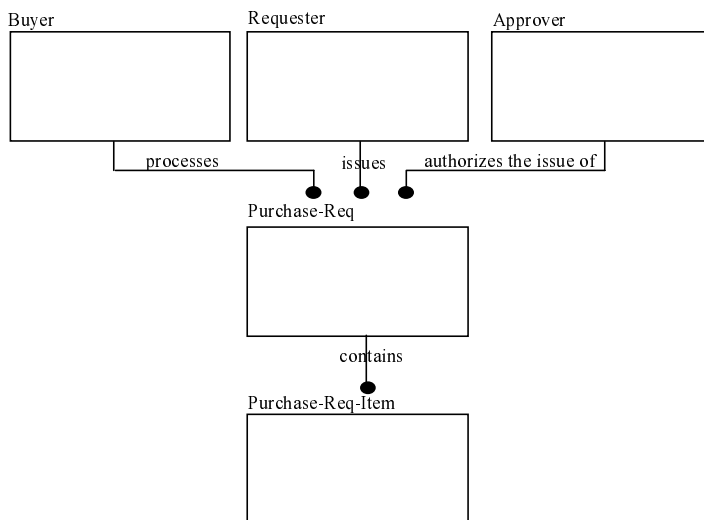 Buyer
Requester
Approver
processes
issues
authorizes the issue of
Purchase-Req
contains
Purchase-Req-Item